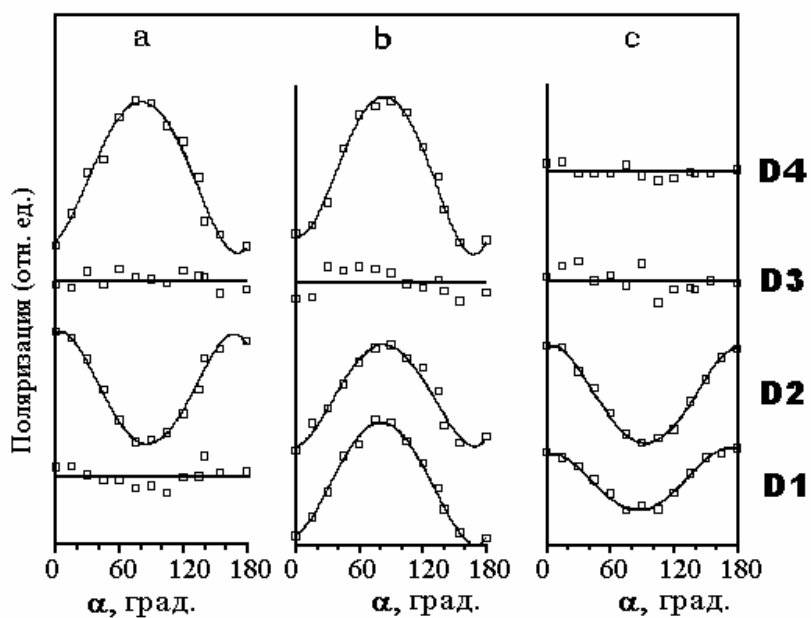 a b c
Поляризация (отн. ед.)
D4
D3
D2
D1
0 60 120 180 0 60 120 180 0 60 120 180
α, град. α, град. α, град.